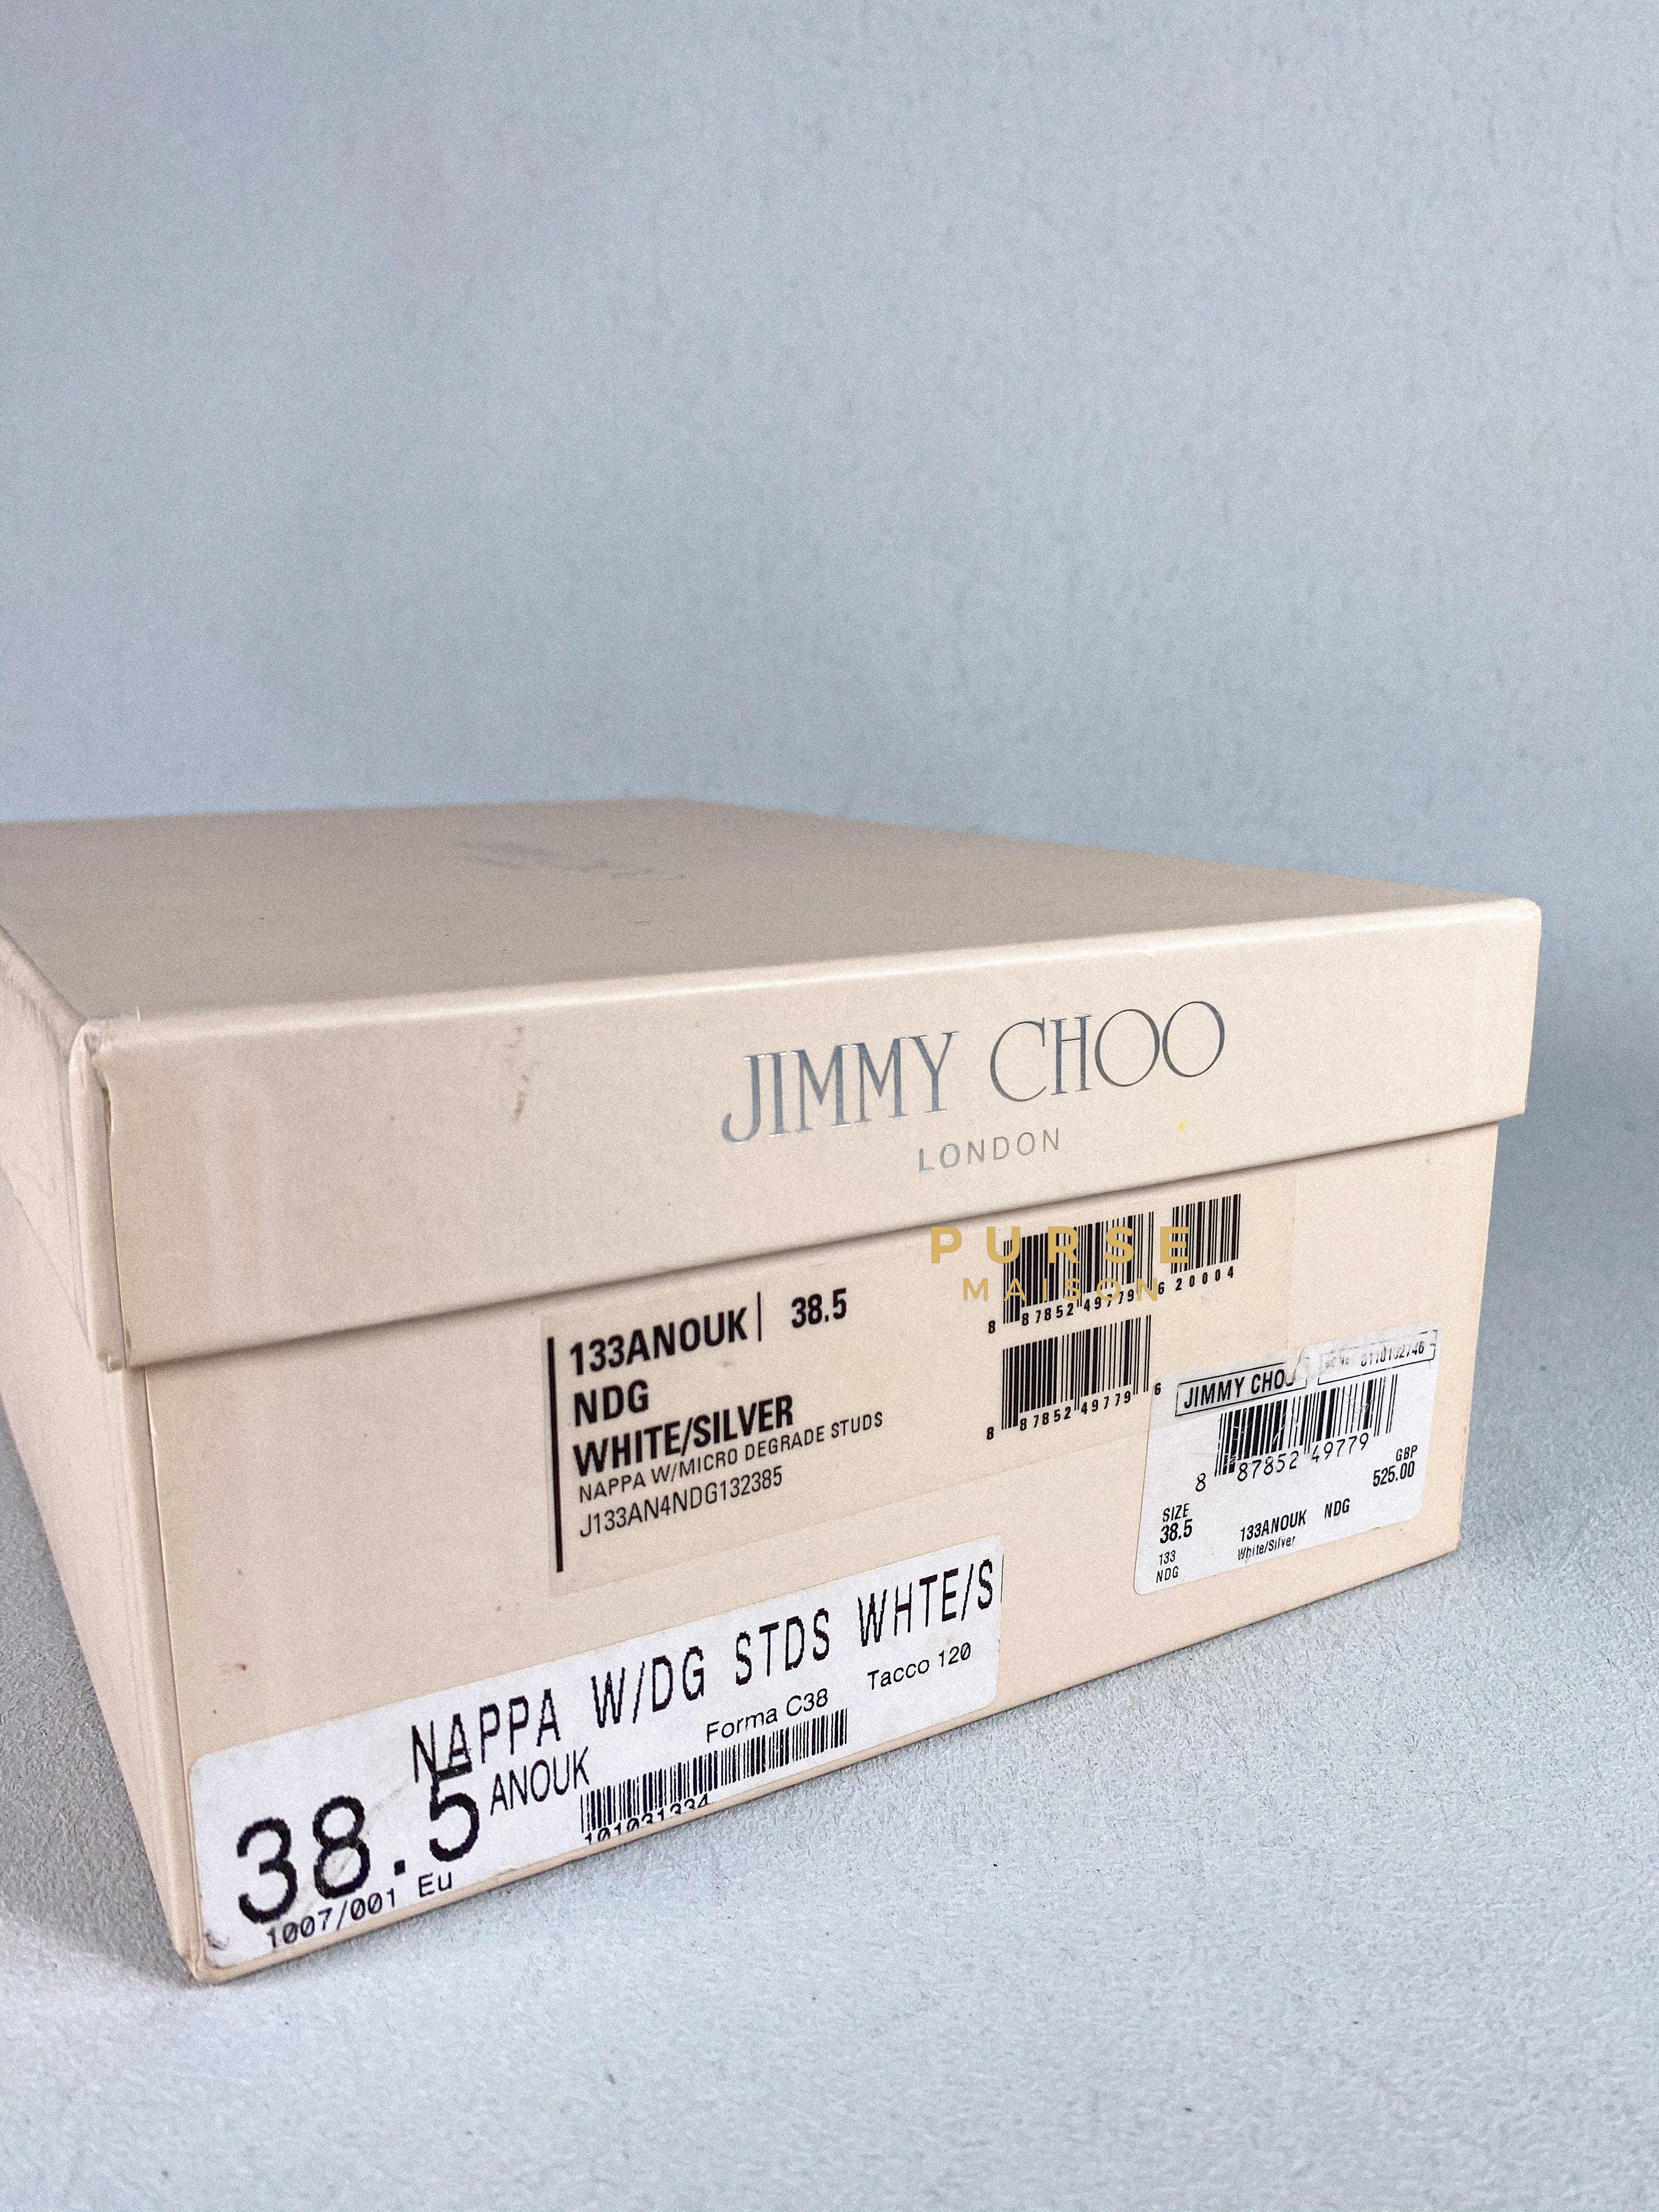 JIMMY CHOO
LONDON
PURSE
MAISON
133ANOUK | 38.5
NDG
WHITE/SILVER
NAPPA W/MICRO DEGRADE STUDS
J133AN4NDG132385
8 87852 49779 6 20004
8 87852 49779 6
JIMMY CHOO
8 87852 49779
GBP
525.00
SIZE
38.5
133ANOUK NDG
133
White/Silver
NDG
NAPPA W/DG STDS WHTE/S
Forma C38 Tacco 120
38.5 ANOUK
101031334
1007/001 Eu